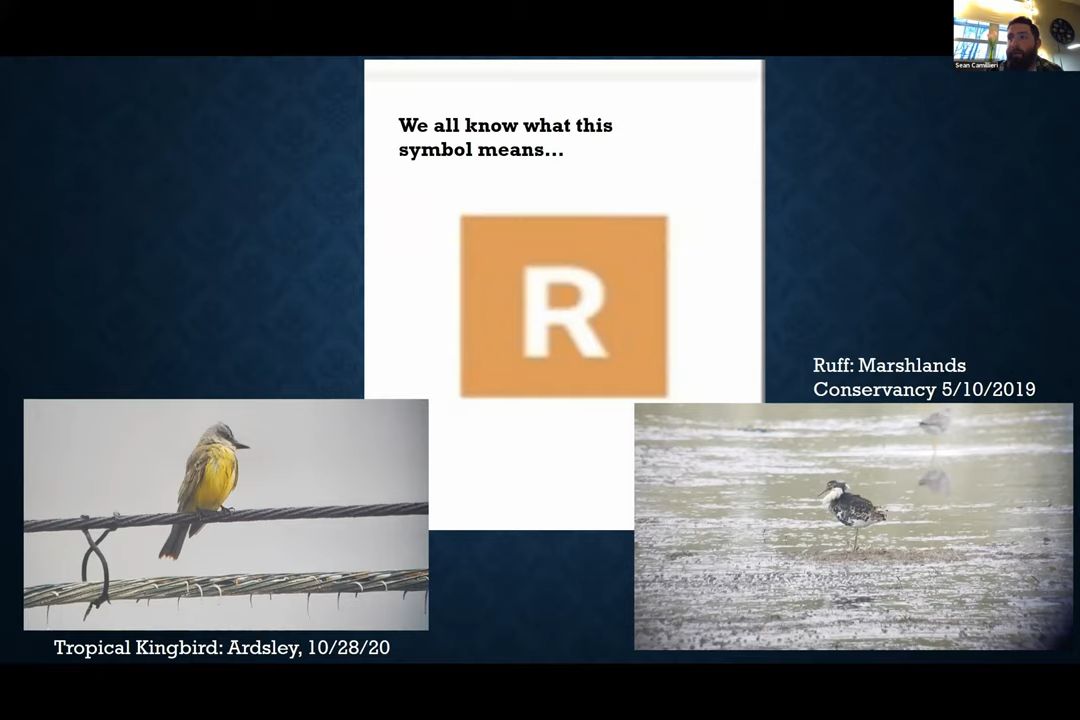 Sean Camillieri
We all know what this
symbol means...
R
Ruff: Marshlands
Conservancy 5/10/2019
Tropical Kingbird: Ardsley, 10/28/20